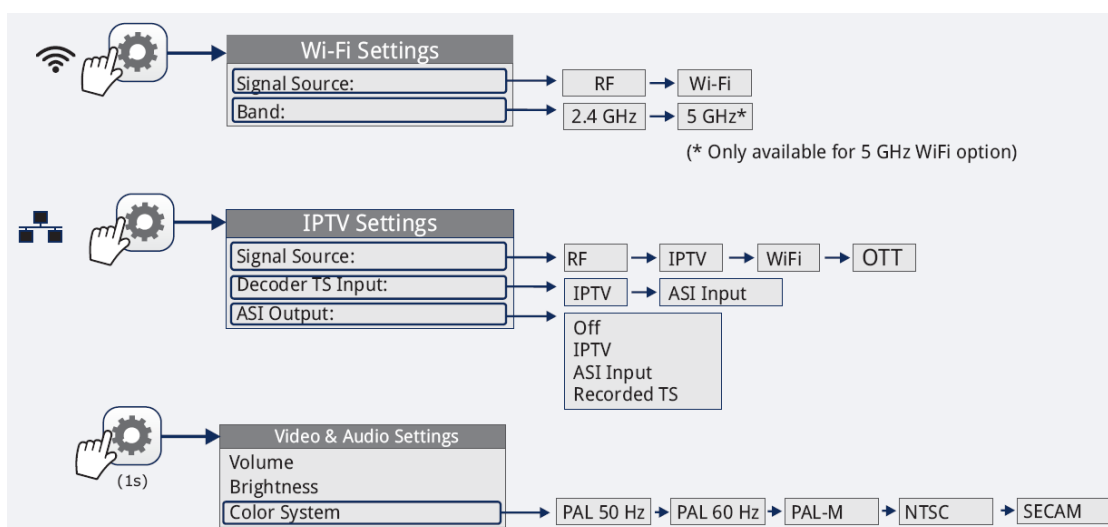 Wi-Fi Settings
Signal Source:
RF
Wi-Fi
Band:
2.4 GHz
5 GHz*
(* Only available for 5 GHz WiFi option)
IPTV Settings
Signal Source:
RF
IPTV
WiFi
OTT
Decoder TS Input:
IPTV
ASI Input
ASI Output:
Off
IPTV
ASI Input
Recorded TS
(1s)
Video & Audio Settings
Volume
Brightness
Color System
PAL 50 Hz
PAL 60 Hz
PAL-M
NTSC
SECAM